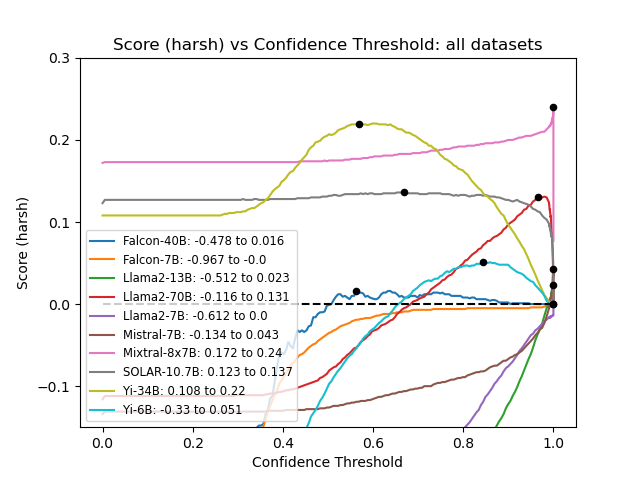 Score (harsh) vs Confidence Threshold: all datasets
Score (harsh)
0.3
0.2
0.1
0.0
−0.1
Falcon-40B: -0.478 to 0.016
Falcon-7B: -0.967 to -0.0
Llama2-13B: -0.512 to 0.023
Llama2-70B: -0.116 to 0.131
Llama2-7B: -0.612 to 0.0
Mistral-7B: -0.134 to 0.043
Mixtral-8x7B: 0.172 to 0.24
SOLAR-10.7B: 0.123 to 0.137
Yi-34B: 0.108 to 0.22
Yi-6B: -0.33 to 0.051
0.0 0.2 0.4 0.6 0.8 1.0
Confidence Threshold